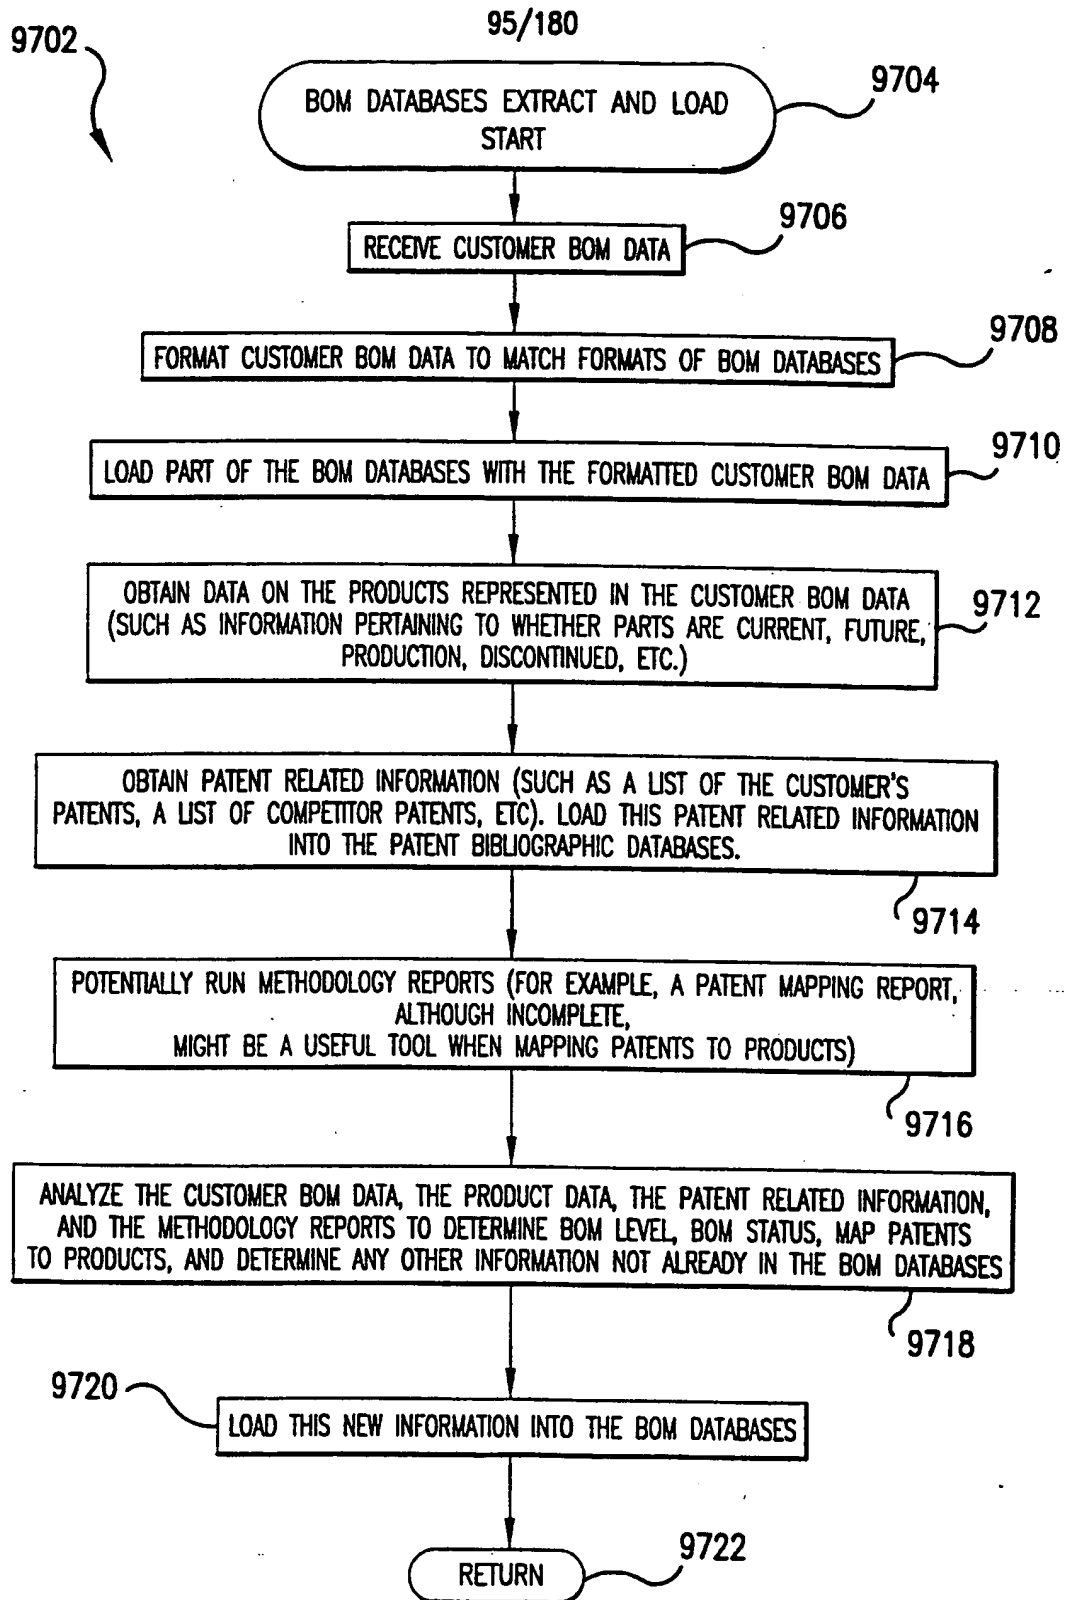 95/180
9702
9704
BOM DATABASES EXTRACT AND LOAD
START
9706
RECEIVE CUSTOMER BOM DATA
9708
FORMAT CUSTOMER BOM DATA TO MATCH FORMATS OF BOM DATABASES
9710
LOAD PART OF THE BOM DATABASES WITH THE FORMATTED CUSTOMER BOM DATA
OBTAIN DATA ON THE PRODUCTS REPRESENTED IN THE CUSTOMER BOM DATA
(SUCH AS INFORMATION PERTAINING TO WHETHER PARTS ARE CURRENT, FUTURE,
PRODUCTION, DISCONTINUED, ETC.)
9712
OBTAIN PATENT RELATED INFORMATION (SUCH AS A LIST OF THE CUSTOMER'S
PATENTS, A LIST OF COMPETITOR PATENTS, ETC). LOAD THIS PATENT RELATED INFORMATION
INTO THE PATENT BIBLIOGRAPHIC DATABASES.
9714
POTENTIALLY RUN METHODOLOGY REPORTS (FOR EXAMPLE, A PATENT MAPPING REPORT,
ALTHOUGH INCOMPLETE,
MIGHT BE A USEFUL TOOL WHEN MAPPING PATENTS TO PRODUCTS)
9716
ANALYZE THE CUSTOMER BOM DATA, THE PRODUCT DATA, THE PATENT RELATED INFORMATION,
AND THE METHODOLOGY REPORTS TO DETERMINE BOM LEVEL, BOM STATUS, MAP PATENTS
TO PRODUCTS, AND DETERMINE ANY OTHER INFORMATION NOT ALREADY IN THE BOM DATABASES
9718
9720
LOAD THIS NEW INFORMATION INTO THE BOM DATABASES
9722
RETURN